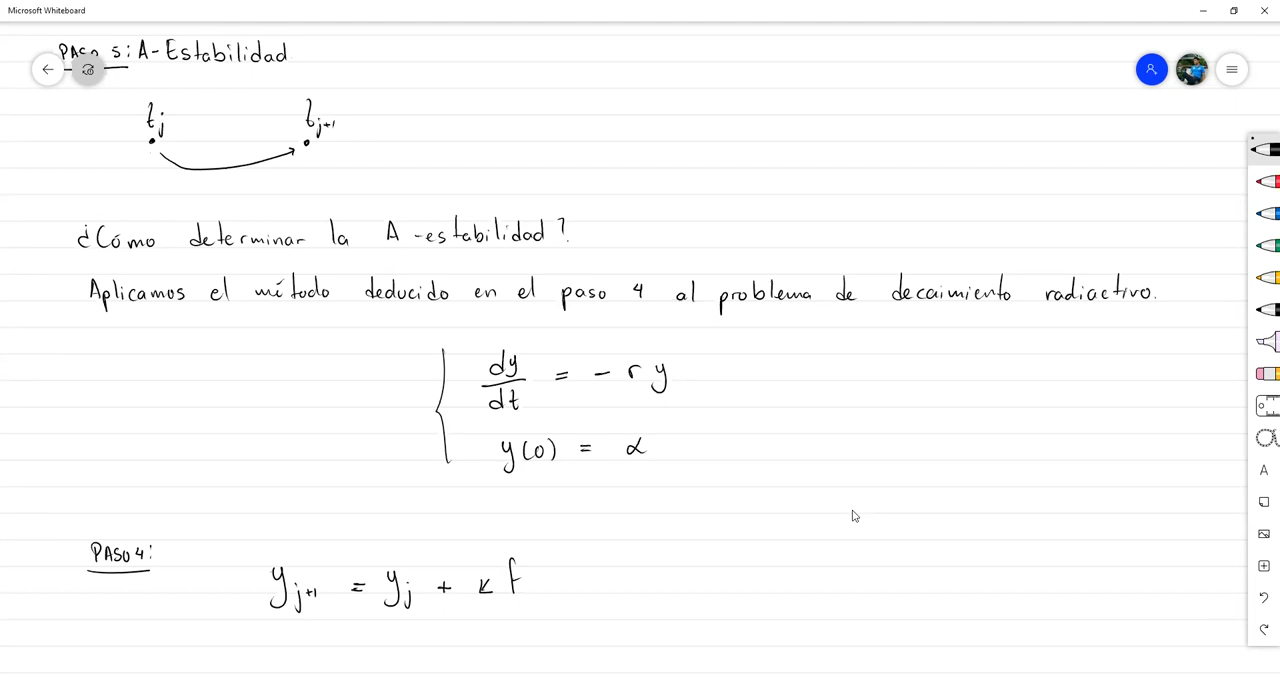 Microsoft Whiteboard
PASO 5: A-Estabilidad
t_j t_{j+1}
¿Cómo determinar la A-estabilidad?
Aplicamos el método deducido en el paso 4 al problema de decaimiento radiactivo.
dy/dt = - r y
y(0) = α
PASO 4:
y_{j+1} = y_j + k f
A